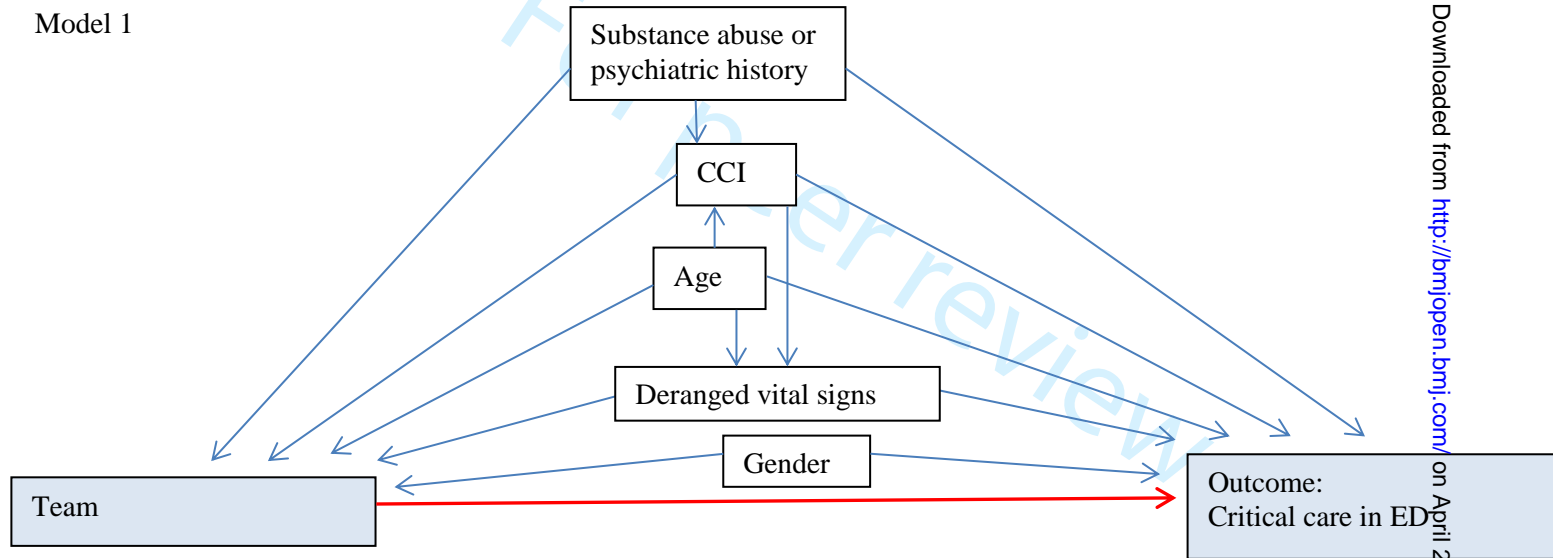 Model 1
Substance abuse or
psychiatric history
CCI
Age
Deranged vital signs
Gender
Team
Outcome:
Critical care in ED
For peer review
Downloaded from http://bmjopen.bmj.com/ on April 2